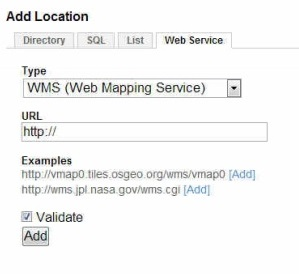 Add Location
Directory SQL List Web Service
Type
WMS (Web Mapping Service)
URL
http://
Examples
http://vmap0.tiles.osgeo.org/wms/vmap0 [Add]
http://wms.jpl.nasa.gov/wms.cgi [Add]
Validate
Add